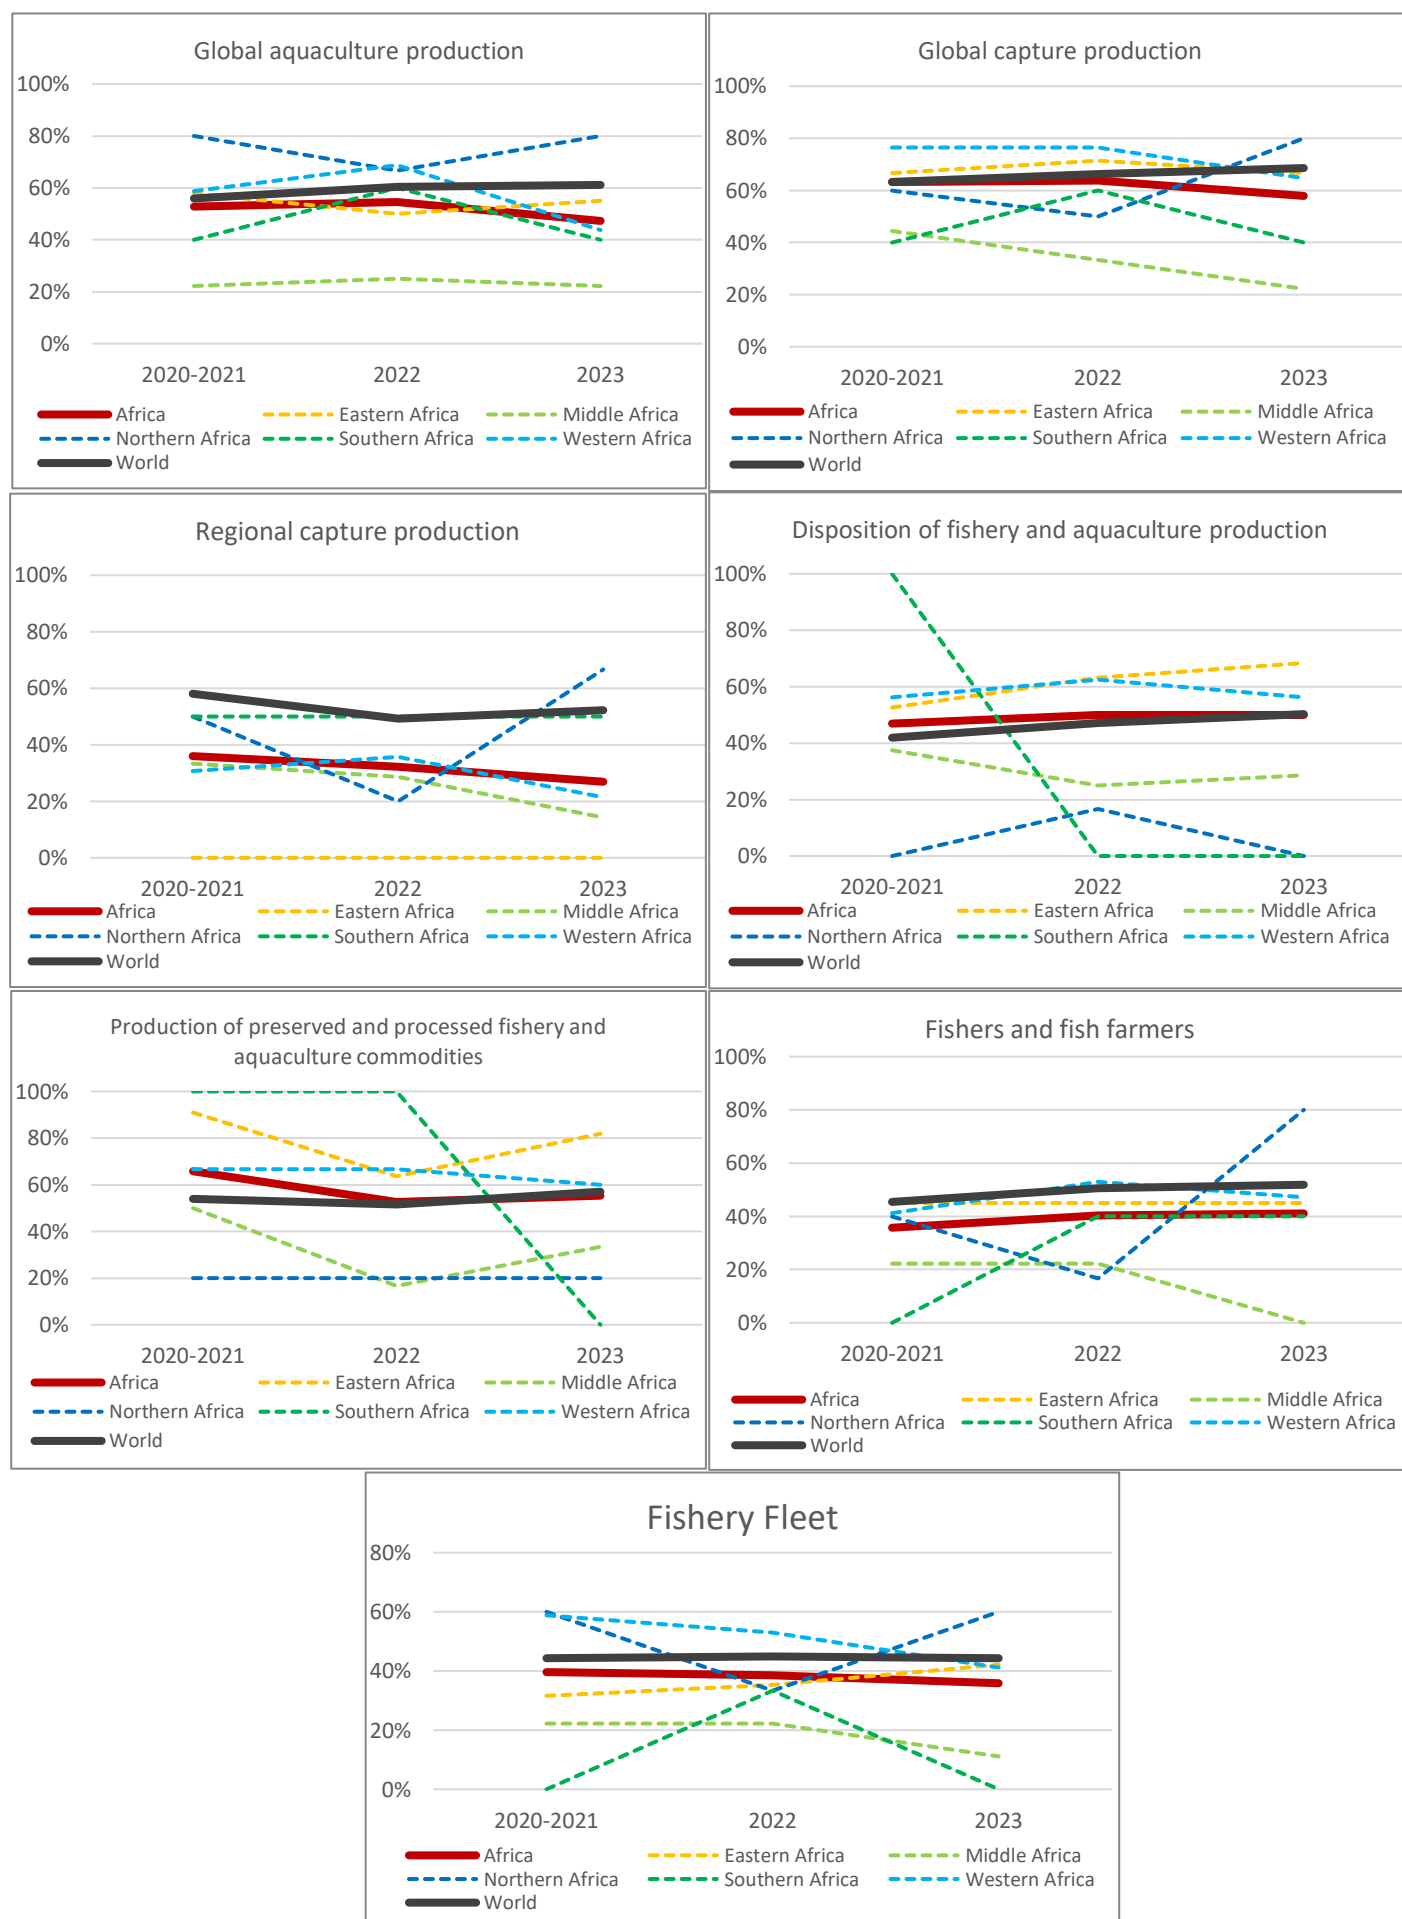 Global aquaculture production
100%
80%
60%
40%
20%
0%
2020-2021 2022 2023
Africa Eastern Africa Middle Africa
Northern Africa Southern Africa Western Africa
World
Global capture production
100%
80%
60%
40%
20%
0%
2020-2021 2022 2023
Africa Eastern Africa Middle Africa
Northern Africa Southern Africa Western Africa
World
Regional capture production
100%
80%
60%
40%
20%
0%
2020-2021 2022 2023
Africa Eastern Africa Middle Africa
Northern Africa Southern Africa Western Africa
World
Disposition of fishery and aquaculture production
100%
80%
60%
40%
20%
0%
2020-2021 2022 2023
Africa Eastern Africa Middle Africa
Northern Africa Southern Africa Western Africa
World
Production of preserved and processed fishery and
aquaculture commodities
100%
80%
60%
40%
20%
0%
2020-2021 2022 2023
Africa Eastern Africa Middle Africa
Northern Africa Southern Africa Western Africa
World
Fishers and fish farmers
100%
80%
60%
40%
20%
0%
2020-2021 2022 2023
Africa Eastern Africa Middle Africa
Northern Africa Southern Africa Western Africa
World
Fishery Fleet
80%
60%
40%
20%
0%
2020-2021 2022 2023
Africa Eastern Africa Middle Africa
Northern Africa Southern Africa Western Africa
World